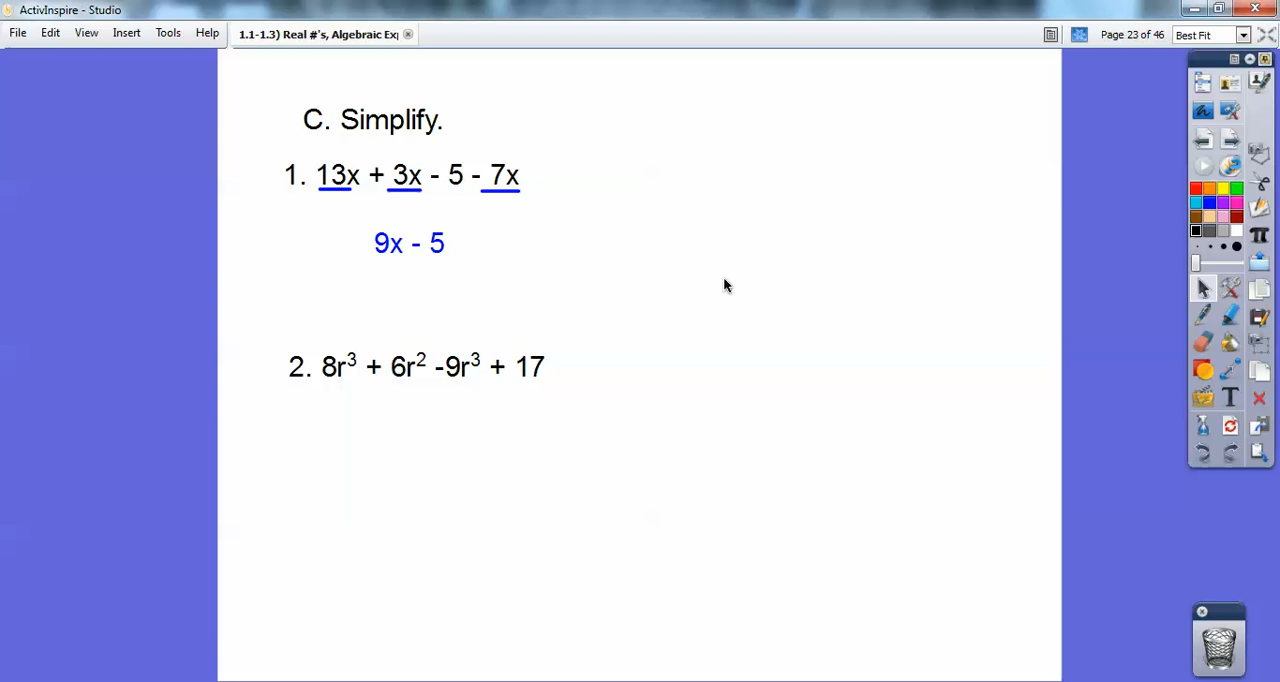 ActivInspire - Studio
File Edit View Insert Tools Help
1.1-1.3) Real #'s, Algebraic Exp
Page 23 of 46
Best Fit
C. Simplify.
1. 13x + 3x - 5 - 7x
9x - 5
2. 8r³ + 6r² -9r³ + 17